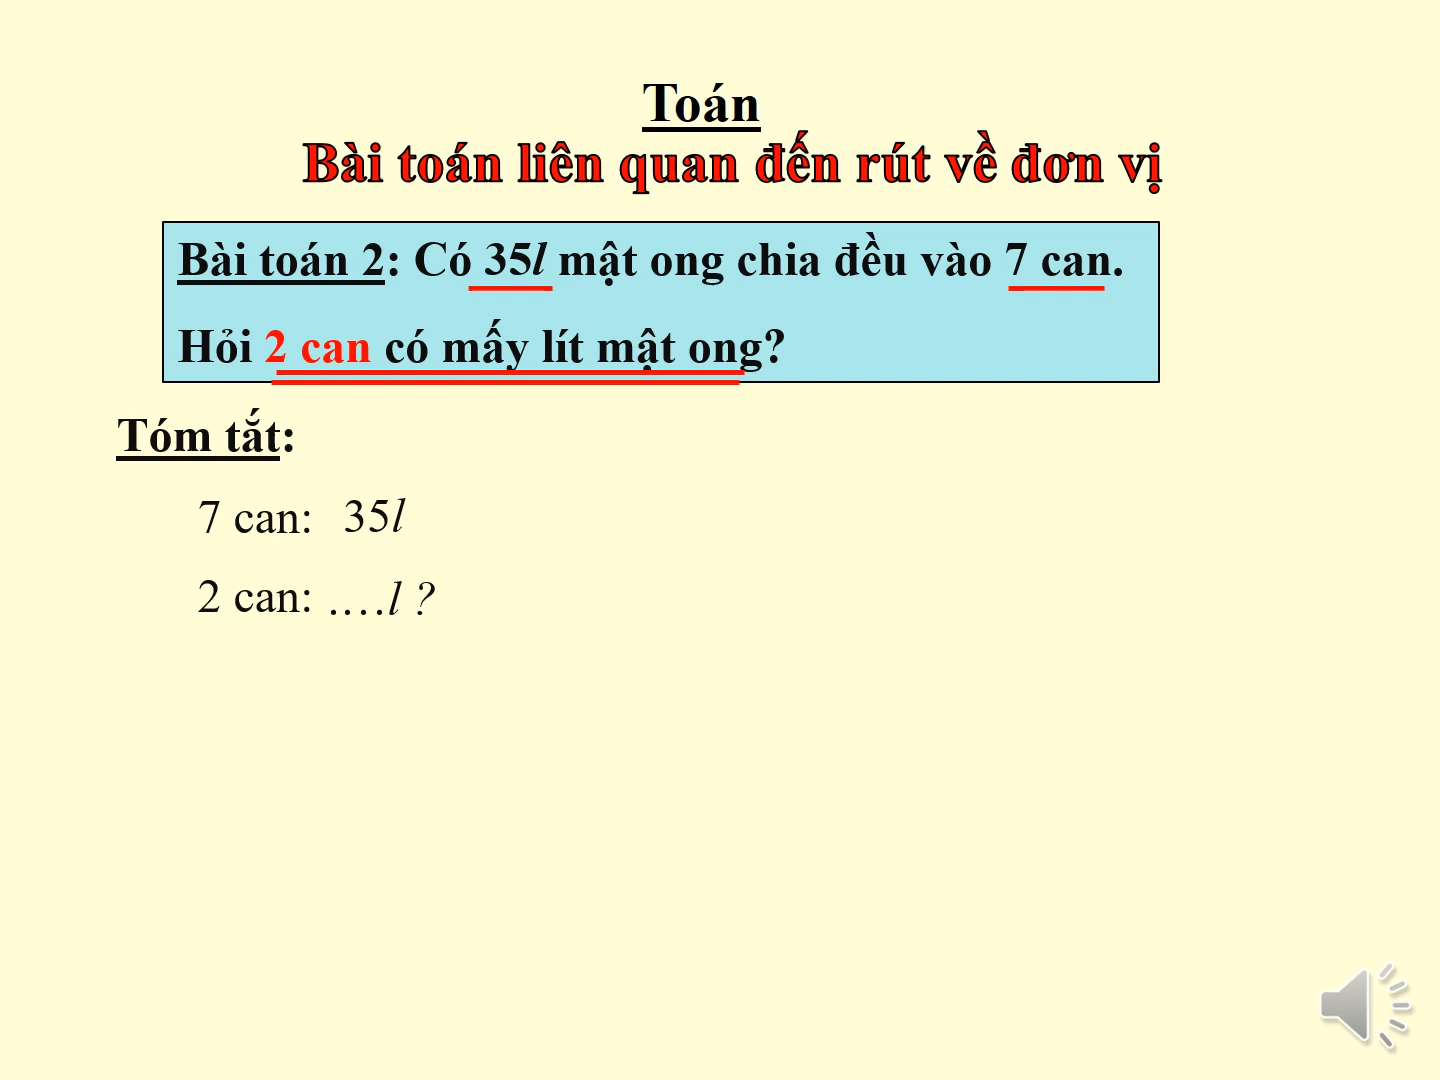 Toán
Bài toán liên quan đến rút về đơn vị
Bài toán 2: Có 35l mật ong chia đều vào 7 can.
Hỏi 2 can có mấy lít mật ong?
Tóm tắt:
7 can: 35l
2 can: ….l ?